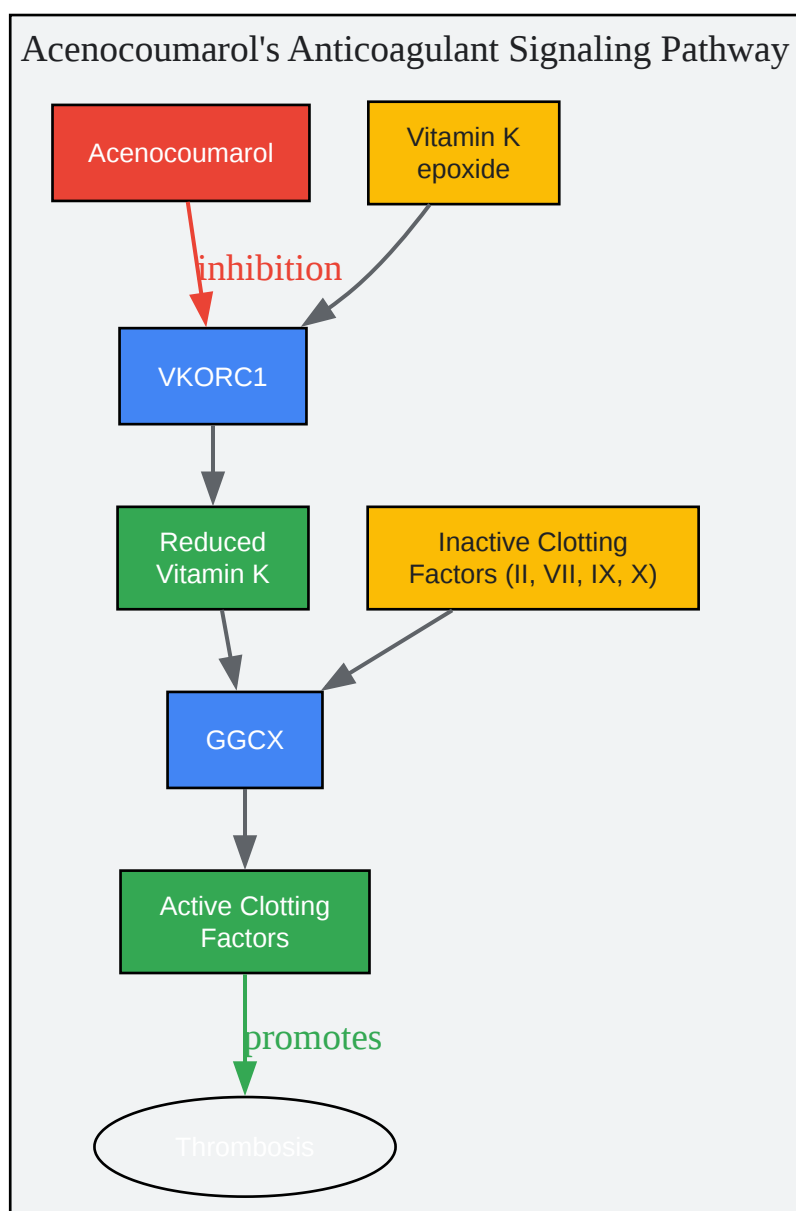 Acenocoumarol's Anticoagulant Signaling Pathway
Acenocoumarol
Vitamin K
epoxide
inhibition
VKORC1
Reduced
Vitamin K
Inactive Clotting
Factors (II, VII, IX, X)
GGCX
Active Clotting
Factors
promotes
Thrombosis